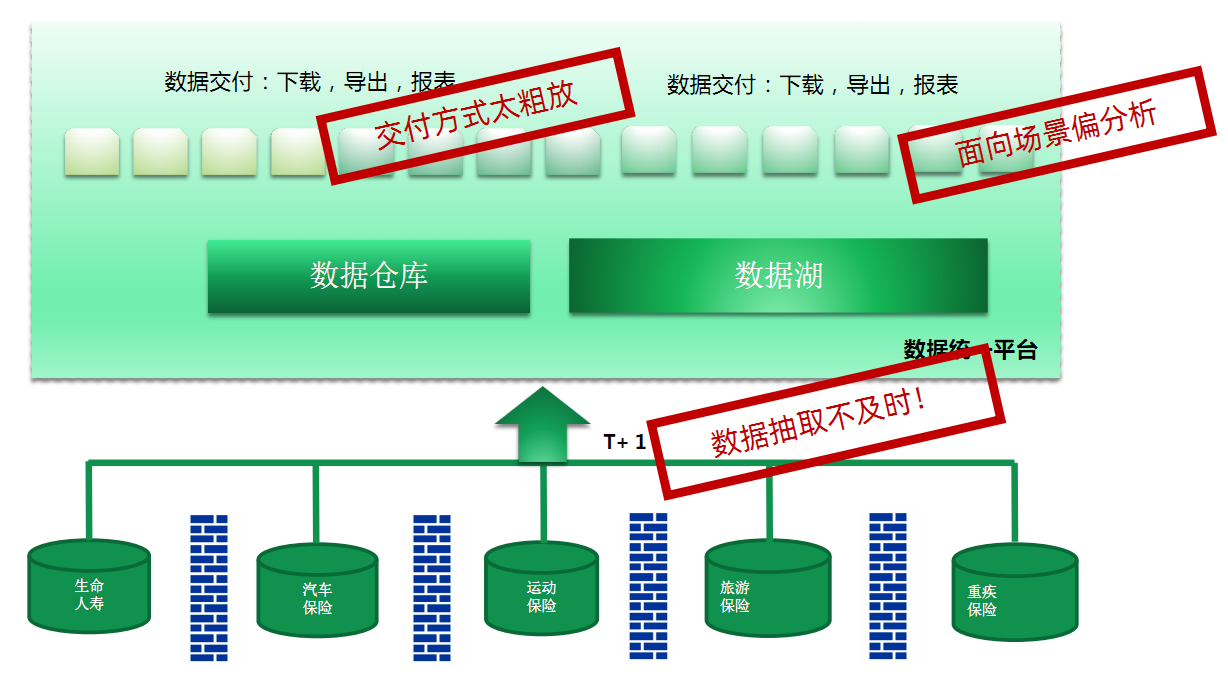 数据交付：下载，导出，报表
数据交付：下载，导出，报表
交付方式太粗放
面向场景偏分析
数据仓库
数据湖
数据统一平台
T+ 1
数据抽取不及时！
生命
人寿
汽车
保险
运动
保险
旅游
保险
重疾
保险